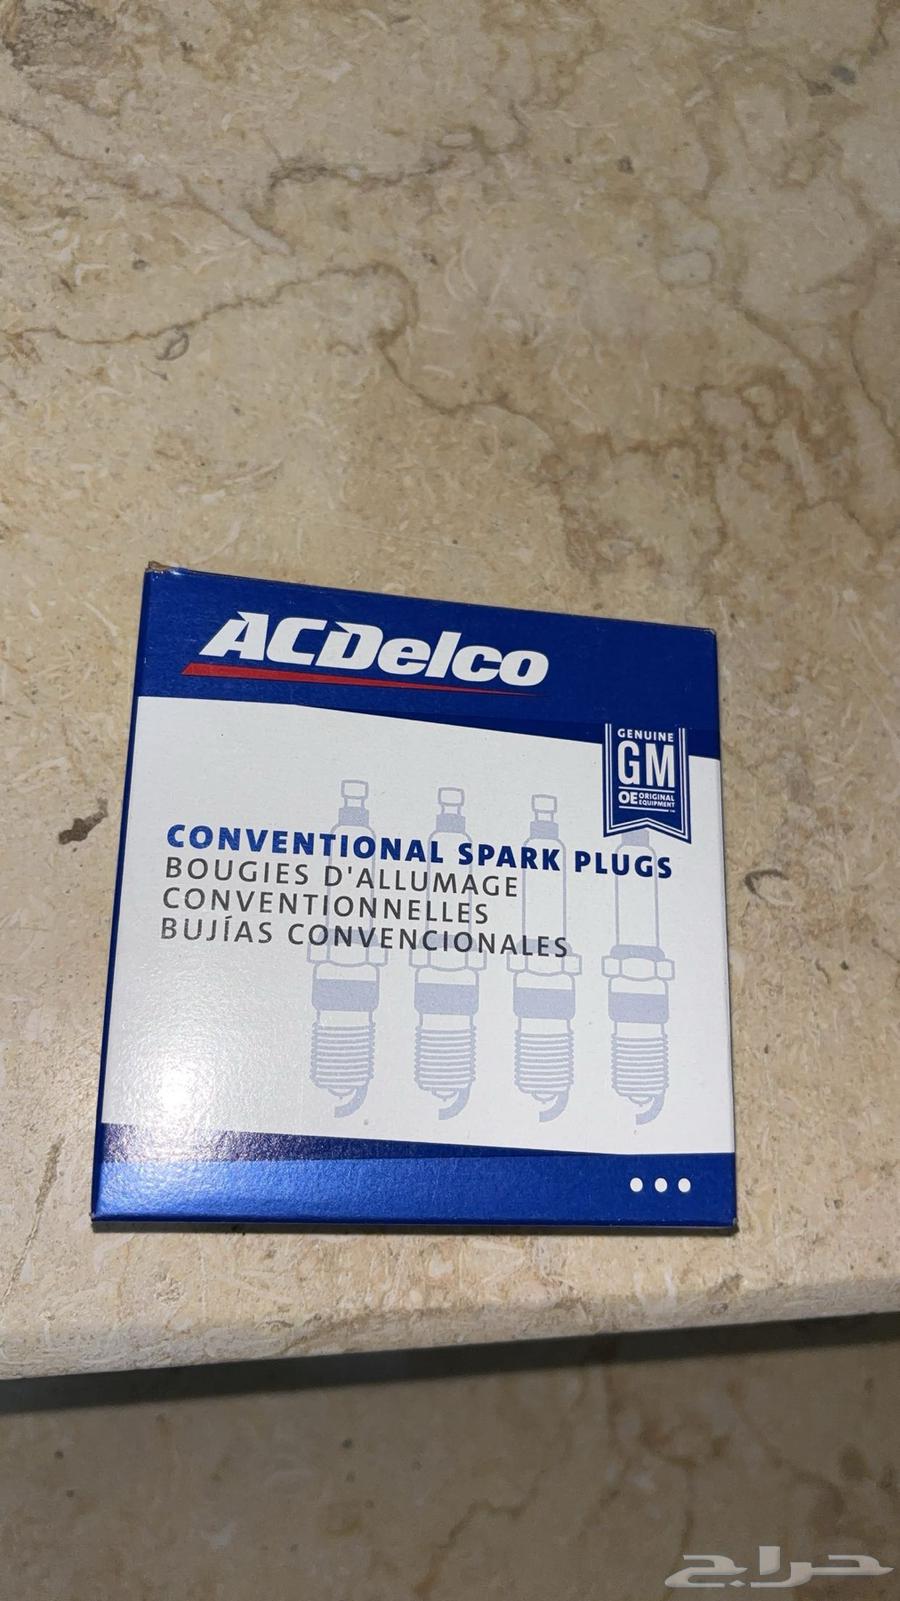 ACDelco
GENUINE
GM
OE ORIGINAL EQUIPMENT
CONVENTIONAL SPARK PLUGS
BOUGIES D'ALLUMAGE
CONVENTIONNELLES
BUJÍAS CONVENCIONALES
حراج